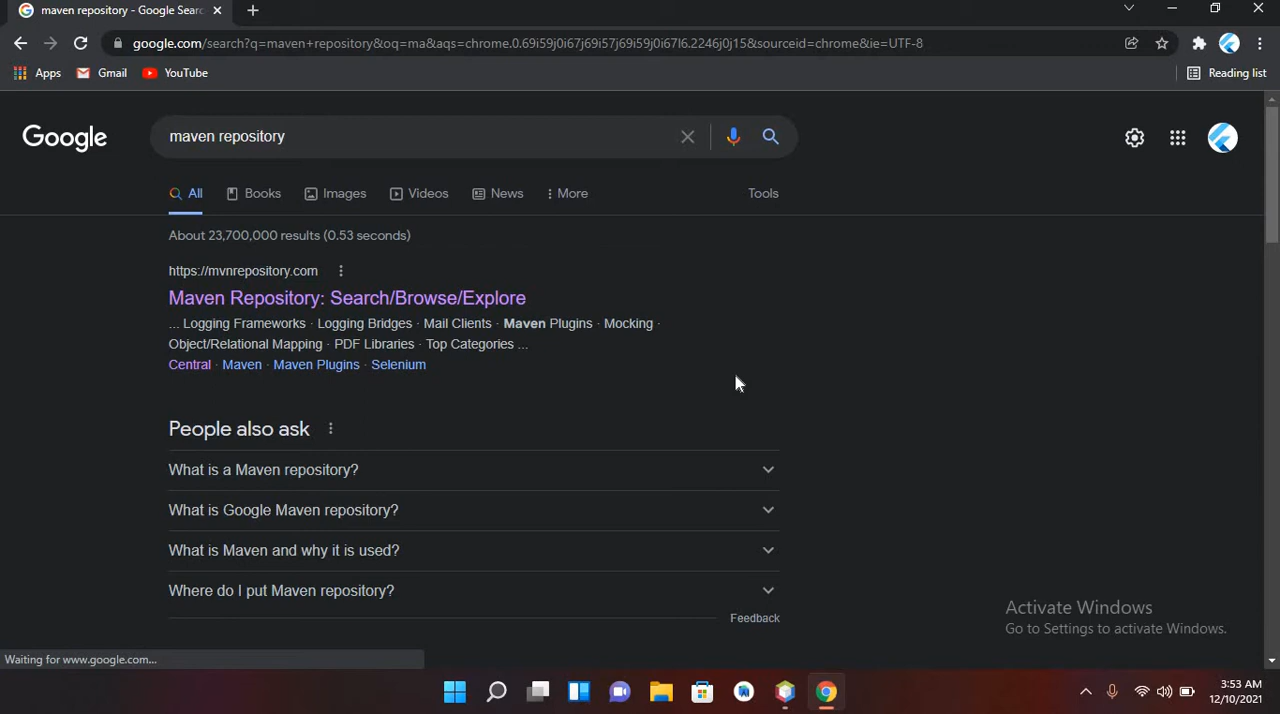 maven repository - Google Searc
google.com/search?q=maven+repository&oq=ma&aqs=chrome.0.69i59j0i67j69i57j69i59j0i67l6.2246j0j15&sourceid=chrome&ie=UTF-8
Apps Gmail YouTube Reading list
Google maven repository
All Books Images Videos News More Tools
About 23,700,000 results (0.53 seconds)
https://mvnrepository.com
Maven Repository: Search/Browse/Explore
... Logging Frameworks · Logging Bridges · Mail Clients · Maven Plugins · Mocking ·
Object/Relational Mapping · PDF Libraries · Top Categories ...
Central · Maven · Maven Plugins · Selenium
People also ask
What is a Maven repository?
What is Google Maven repository?
What is Maven and why it is used?
Where do I put Maven repository?
Feedback
Activate Windows
Go to Settings to activate Windows.
Waiting for www.google.com...
3:53 AM
12/10/2021